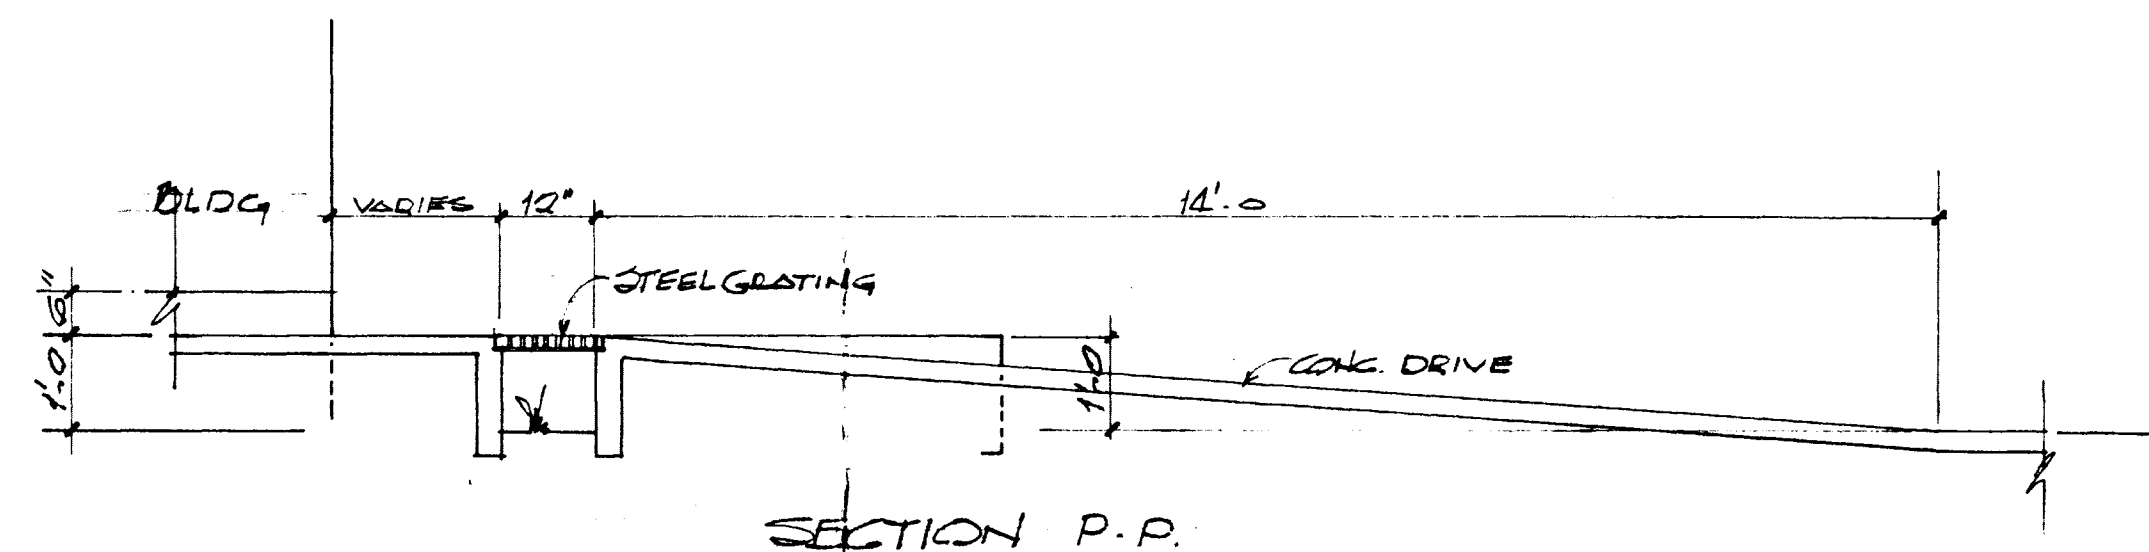 BLDG VARIES 12" 14'-0
STEEL GRATING
6"
1'-0
1'-0
CONC. DRIVE
SECTION P-P.